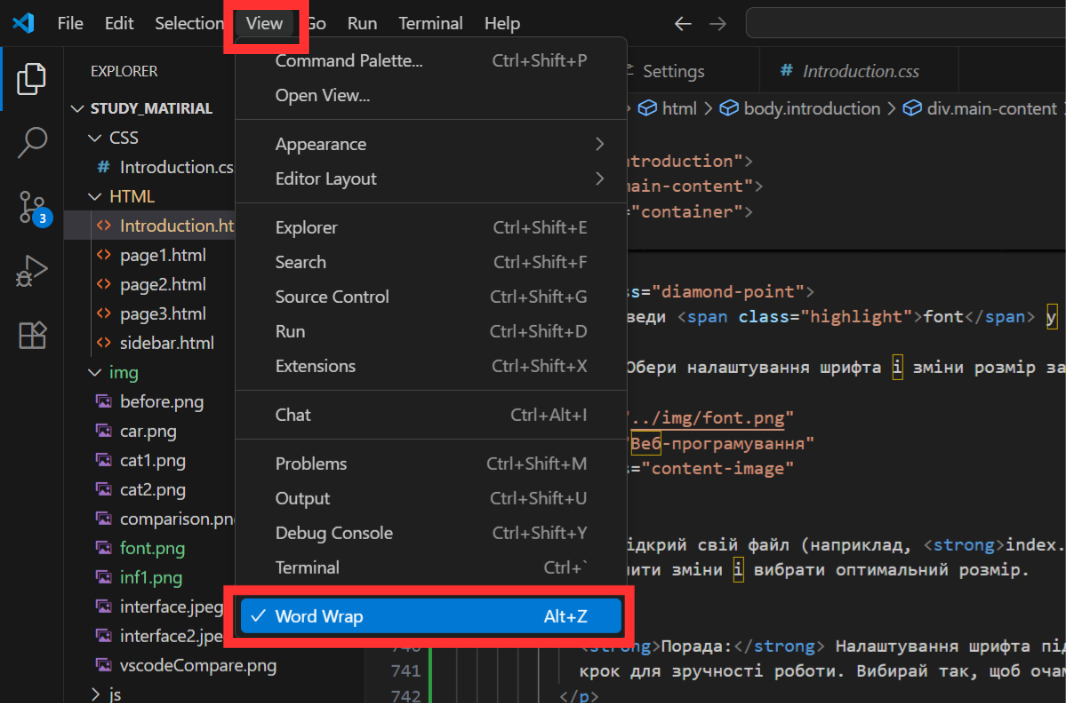 File Edit Selection View Go Run Terminal Help
EXPLORER
STUDY_MATIRIAL
CSS
Introduction.cs
HTML
Introduction.ht
page1.html
page2.html
page3.html
sidebar.html
img
before.png
car.png
cat1.png
cat2.png
comparison.pn
font.png
inf1.png
interface.jpeg
interface2.jpe
vscodeCompare.png
js
3
Command Palette... Ctrl+Shift+P
Open View...
Appearance
Editor Layout
Explorer Ctrl+Shift+E
Search Ctrl+Shift+F
Source Control Ctrl+Shift+G
Run Ctrl+Shift+D
Extensions Ctrl+Shift+X
Chat Ctrl+Alt+I
Problems Ctrl+Shift+M
Output Ctrl+Shift+U
Debug Console Ctrl+Shift+Y
Terminal Ctrl+`
Word Wrap Alt+Z
Settings # Introduction.css
html > body.introduction > div.main-content
ntroduction">
ain-content">
="container">
ss="diamond-point">
веди <span class="highlight">font</span> у
Обери налаштування шрифта і зміни розмір за
"../img/font.png"
"Веб-програмування"
s="content-image"
ідкрий свій файл (наприклад, <strong>index.
нити зміни і вибрати оптимальний розмір.
740 <strong>Порада:</strong> Налаштування шрифта під
741 крок для зручності роботи. Вибирай так, щоб очам
742 </p>